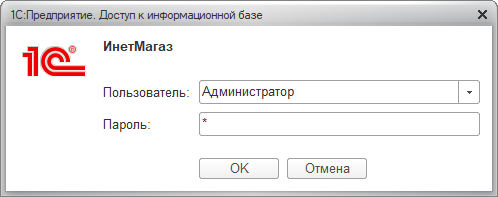 1С:Предприятие. Доступ к информационной базе
ИнетМагаз
1С®
Пользователь: Администратор
Пароль: *
OK Отмена